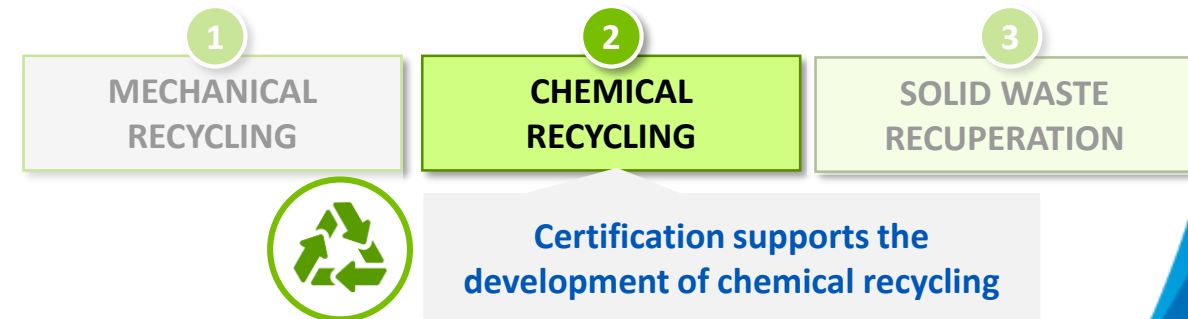 1
MECHANICAL
RECYCLING
2
CHEMICAL
RECYCLING
3
SOLID WASTE
RECUPERATION
Certification supports the
development of chemical recycling